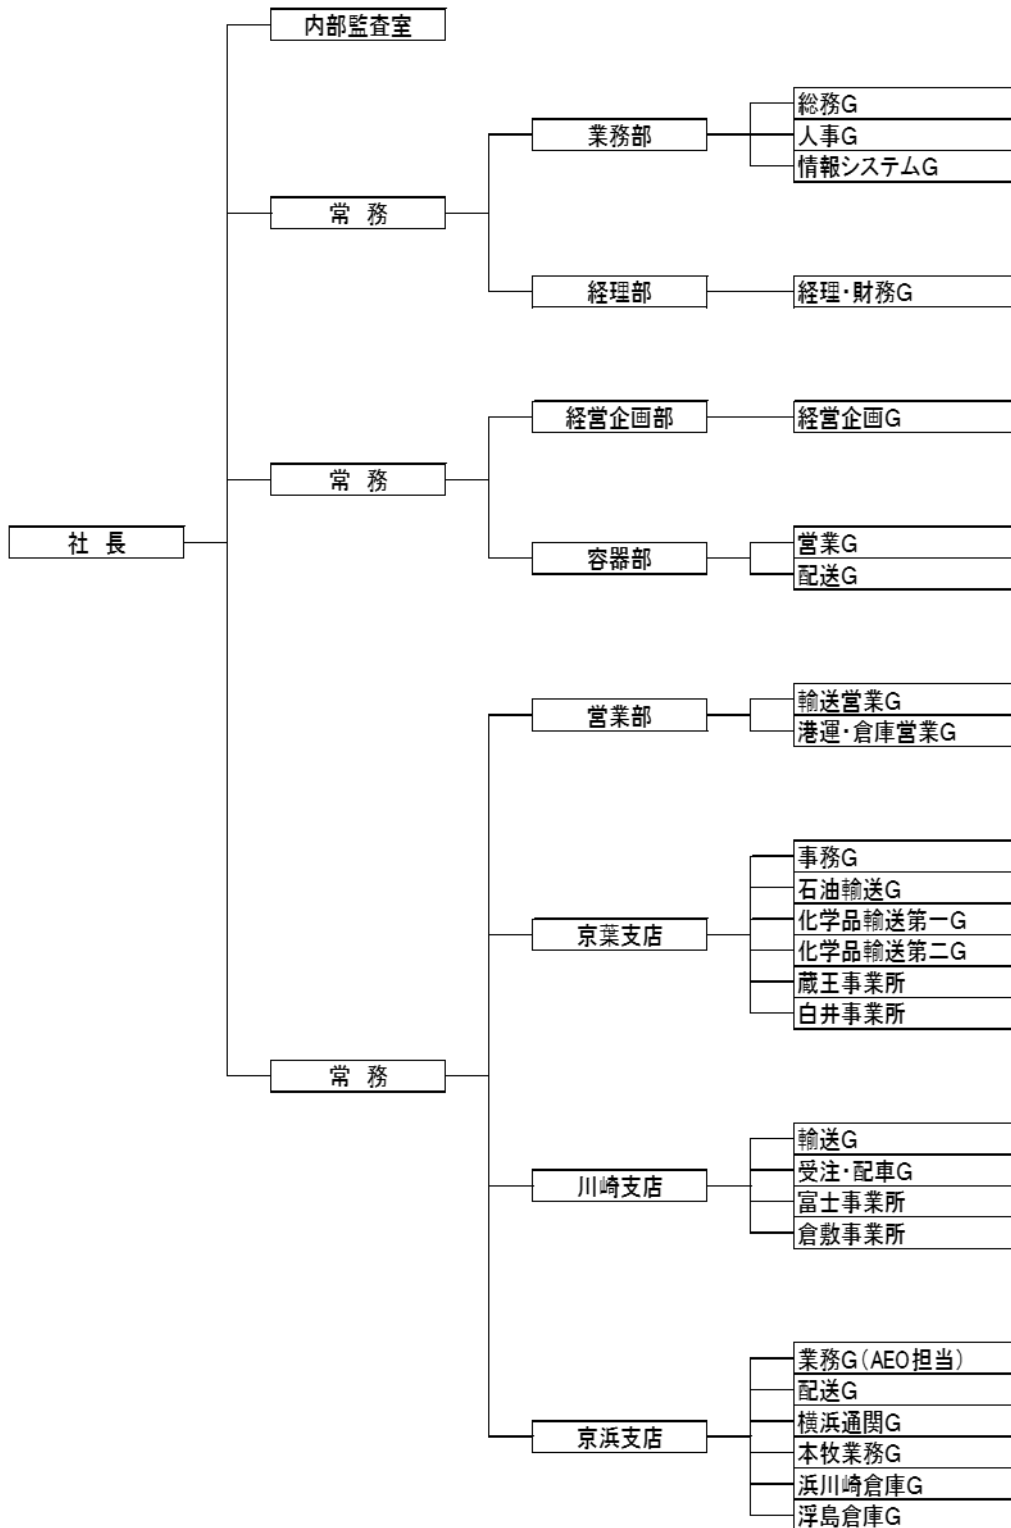 内部監査室
総務G
業務部
人事G
情報システムG
常 務
経理部
経理・財務G
経営企画部
経営企画G
常 務
社 長
営業G
容器部
配送G
輸送営業G
営業部
港運・倉庫営業G
事務G
石油輸送G
化学品輸送第一G
京葉支店
化学品輸送第二G
蔵王事業所
白井事業所
常 務
輸送G
受注・配車G
川崎支店
富士事業所
倉敷事業所
業務G(AEO担当)
配送G
横浜通関G
京浜支店
本牧業務G
浜川崎倉庫G
浮島倉庫G